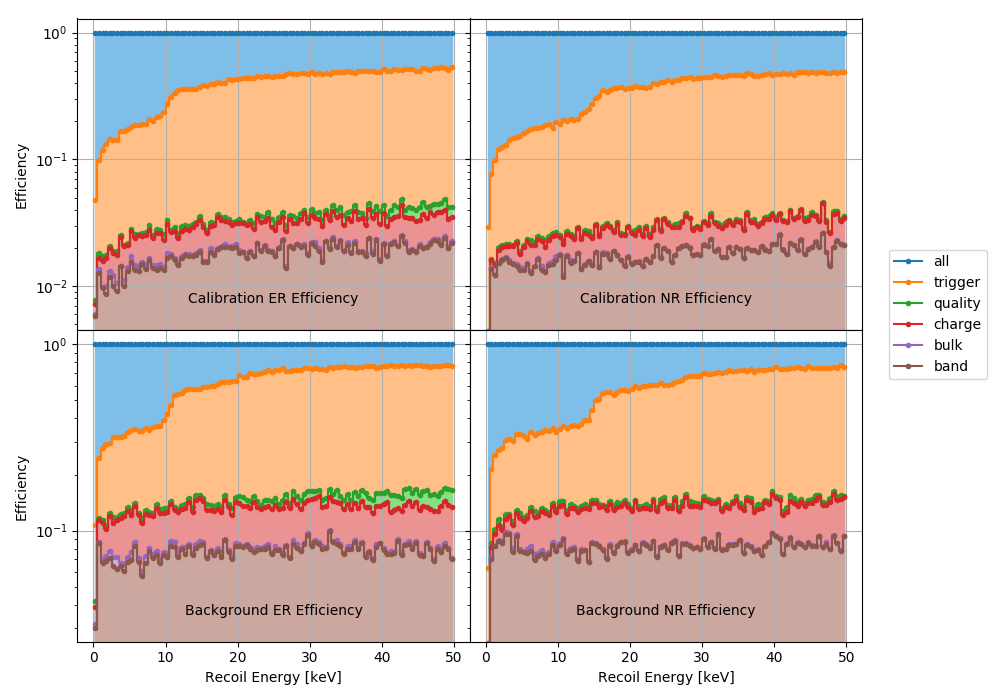 10⁰
10⁻¹
10⁻²
Efficiency
Calibration ER Efficiency
Calibration NR Efficiency
10⁰
10⁻¹
Efficiency
Background ER Efficiency
Background NR Efficiency
0 10 20 30 40 50
0 10 20 30 40 50
Recoil Energy [keV]
Recoil Energy [keV]
all
trigger
quality
charge
bulk
band